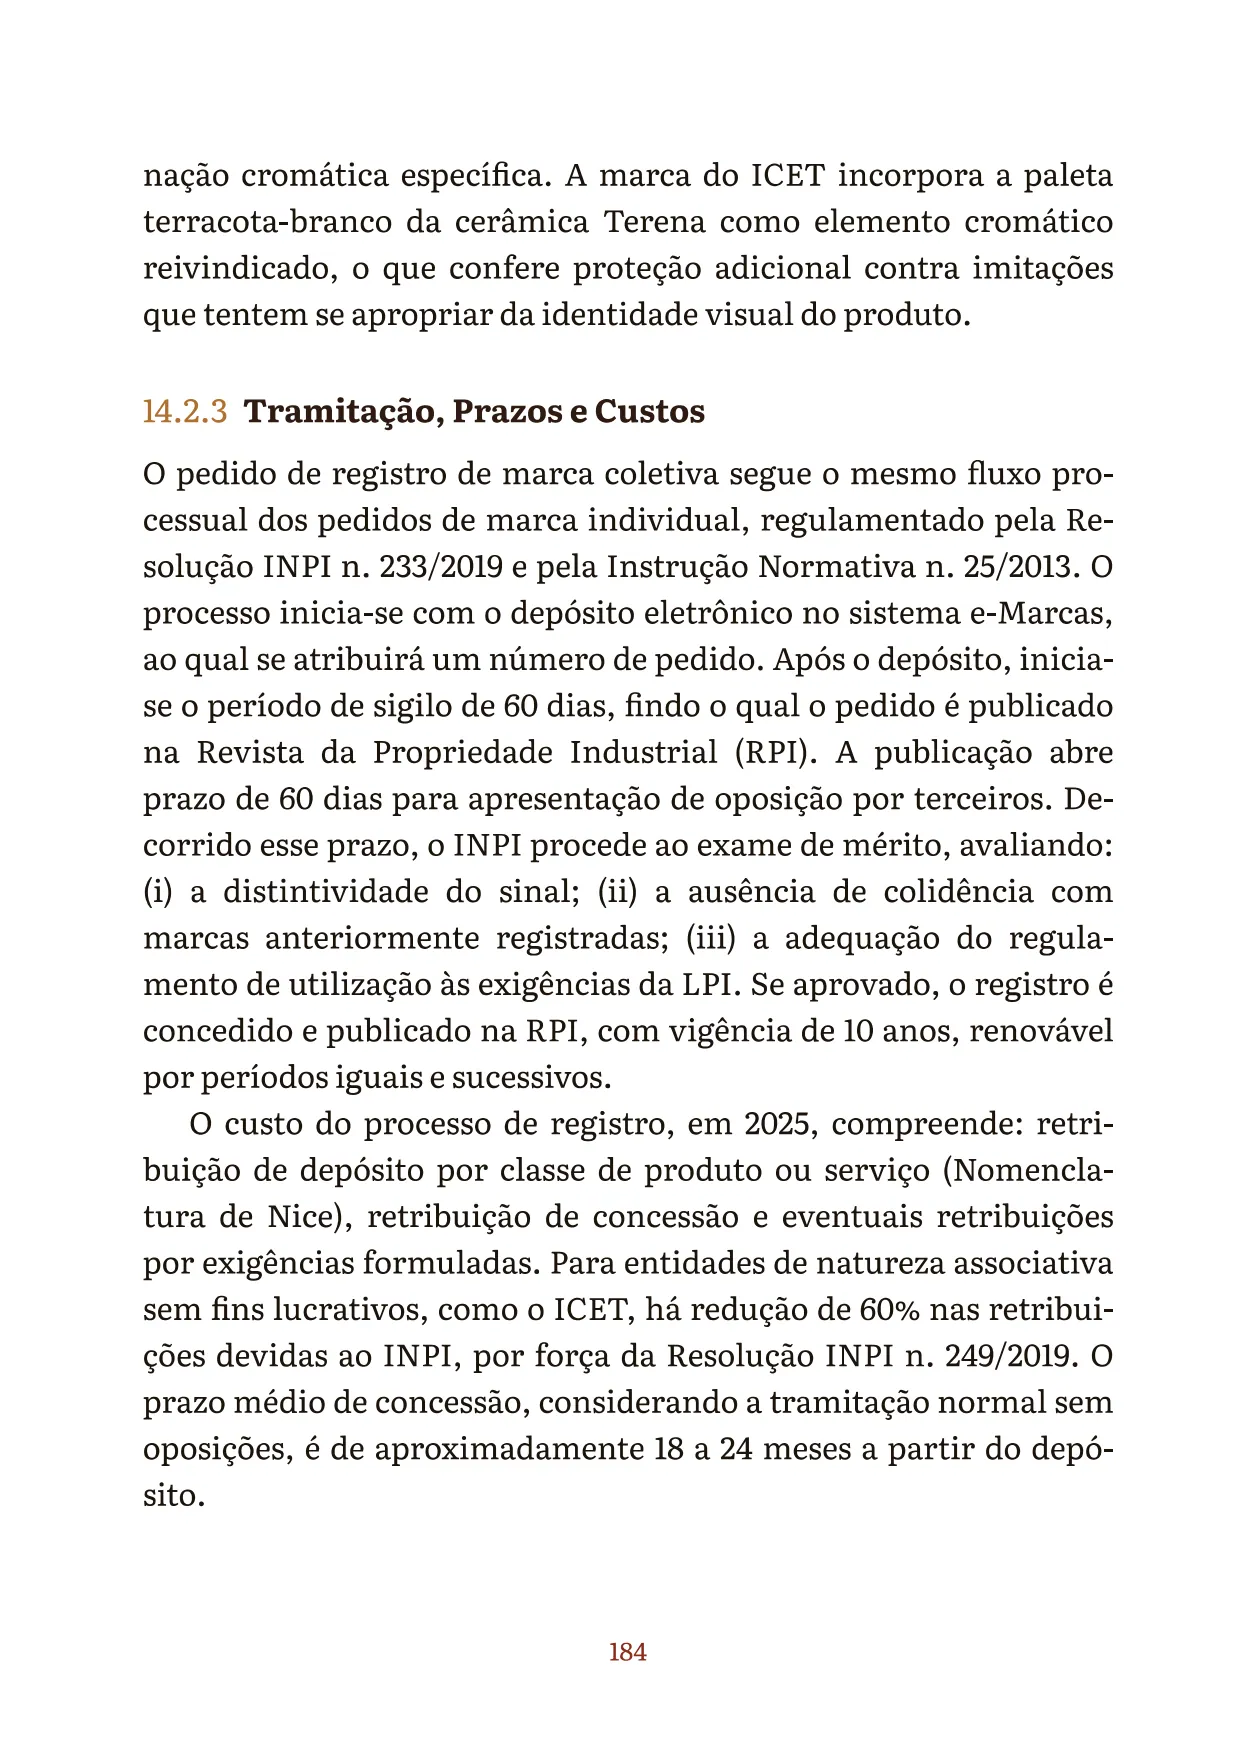 nação cromática específica. A marca do ICET incorpora a paleta
terracota-branco da cerâmica Terena como elemento cromático
reivindicado, o que confere proteção adicional contra imitações
que tentem se apropriar da identidade visual do produto.
14.2.3 Tramitação, Prazos e Custos
O pedido de registro de marca coletiva segue o mesmo fluxo pro-
cessual dos pedidos de marca individual, regulamentado pela Re-
solução INPI n. 233/2019 e pela Instrução Normativa n. 25/2013. O
processo inicia-se com o depósito eletrônico no sistema e-Marcas,
ao qual se atribuirá um número de pedido. Após o depósito, inicia-
se o período de sigilo de 60 dias, findo o qual o pedido é publicado
na Revista da Propriedade Industrial (RPI). A publicação abre
prazo de 60 dias para apresentação de oposição por terceiros. De-
corrido esse prazo, o INPI procede ao exame de mérito, avaliando:
(i) a distintividade do sinal; (ii) a ausência de colidência com
marcas anteriormente registradas; (iii) a adequação do regula-
mento de utilização às exigências da LPI. Se aprovado, o registro é
concedido e publicado na RPI, com vigência de 10 anos, renovável
por períodos iguais e sucessivos.
O custo do processo de registro, em 2025, compreende: retri-
buição de depósito por classe de produto ou serviço (Nomencla-
tura de Nice), retribuição de concessão e eventuais retribuições
por exigências formuladas. Para entidades de natureza associativa
sem fins lucrativos, como o ICET, há redução de 60% nas retribui-
ções devidas ao INPI, por força da Resolução INPI n. 249/2019. O
prazo médio de concessão, considerando a tramitação normal sem
oposições, é de aproximadamente 18 a 24 meses a partir do depó-
sito.
184